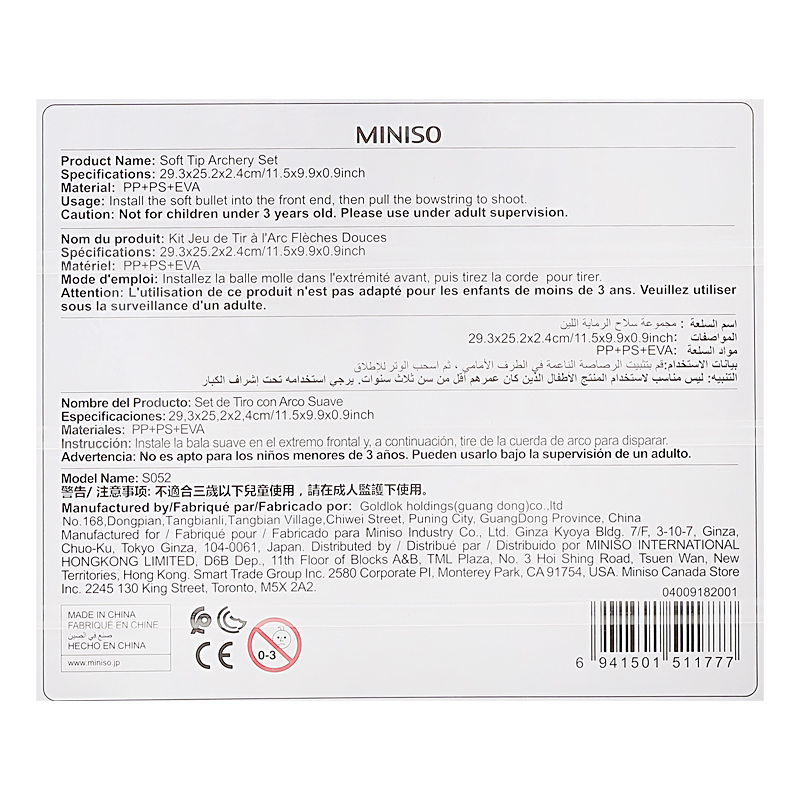 MINISO
Product Name: Soft Tip Archery Set
Specifications: 29.3x25.2x2.4cm/11.5x9.9x0.9inch
Material: PP+PS+EVA
Usage: Install the soft bullet into the front end, then pull the bowstring to shoot.
Caution: Not for children under 3 years old. Please use under adult supervision.
Nom du produit: Kit Jeu de Tir à l'Arc Flèches Douces
Spécifications: 29.3x25.2x2.4cm/11.5x9.9x0.9inch
Matériel: PP+PS+EVA
Mode d'emploi: Installez la balle molle dans l'extrémité avant, puis tirez la corde pour tirer.
Attention: L'utilisation de ce produit n'est pas adapté pour les enfants de moins de 3 ans. Veuillez utiliser
sous la surveillance d'un adulte.
اسم السلعة : مجموعة سلاح الرماية اللين
المواصفات: 29.3x25.2x2.4cm/11.5x9.9x0.9inch
مواد السلعة: PP+PS+EVA
بيانات الاستخدام:قم بتثبيت الرصاصة الناعمة في الطرف الأمامي ، ثم اسحب الوتر للإطلاق
التنبيه: ليس مناسب لاستخدام المنتج الاطفال الذين كان عمرهم أقل من سن ثلاث سنوات. يرجي استخدامه تحت إشراف الكبار
Nombre del Producto: Set de Tiro con Arco Suave
Especificaciones: 29,3x25,2x2,4cm/11.5x9.9x0.9inch
Materiales: PP+PS+EVA
Instrucción: Instale la bala suave en el extremo frontal y, a continuación, tire de la cuerda de arco para disparar.
Advertencia: No es apto para los niños menores de 3 años. Pueden usarlo bajo la supervisión de un adulto.
Model Name: S052
警告/ 注意事項: 不適合三歲以下兒童使用，請在成人監護下使用。
Manufactured by/Fabriqué par/Fabricado por: Goldlok holdings(guang dong)co.,ltd
No.168,Dongpian,Tangbianli,Tangbian Village,Chiwei Street, Puning City, GuangDong Province, China
Manufactured for / Fabriqué pour / Fabricado para Miniso Industry Co., Ltd. Ginza Kyoya Bldg. 7/F, 3-10-7, Ginza,
Chuo-Ku, Tokyo Ginza, 104-0061, Japan. Distributed by / Distribué par / Distribuido por MINISO INTERNATIONAL
HONGKONG LIMITED, D6B Dep., 11th Floor of Blocks A&B, TML Plaza, No. 3 Hoi Shing Road, Tsuen Wan, New
Territories, Hong Kong. Smart Trade Group Inc. 2580 Corporate Pl, Monterey Park, CA 91754, USA. Miniso Canada Store
Inc. 2245 130 King Street, Toronto, M5X 2A2.
04009182001
MADE IN CHINA
FABRIQUÉ EN CHINE
صنع في الصين
HECHO EN CHINA
www.miniso.jp
CE
0-3
6 941501 511777